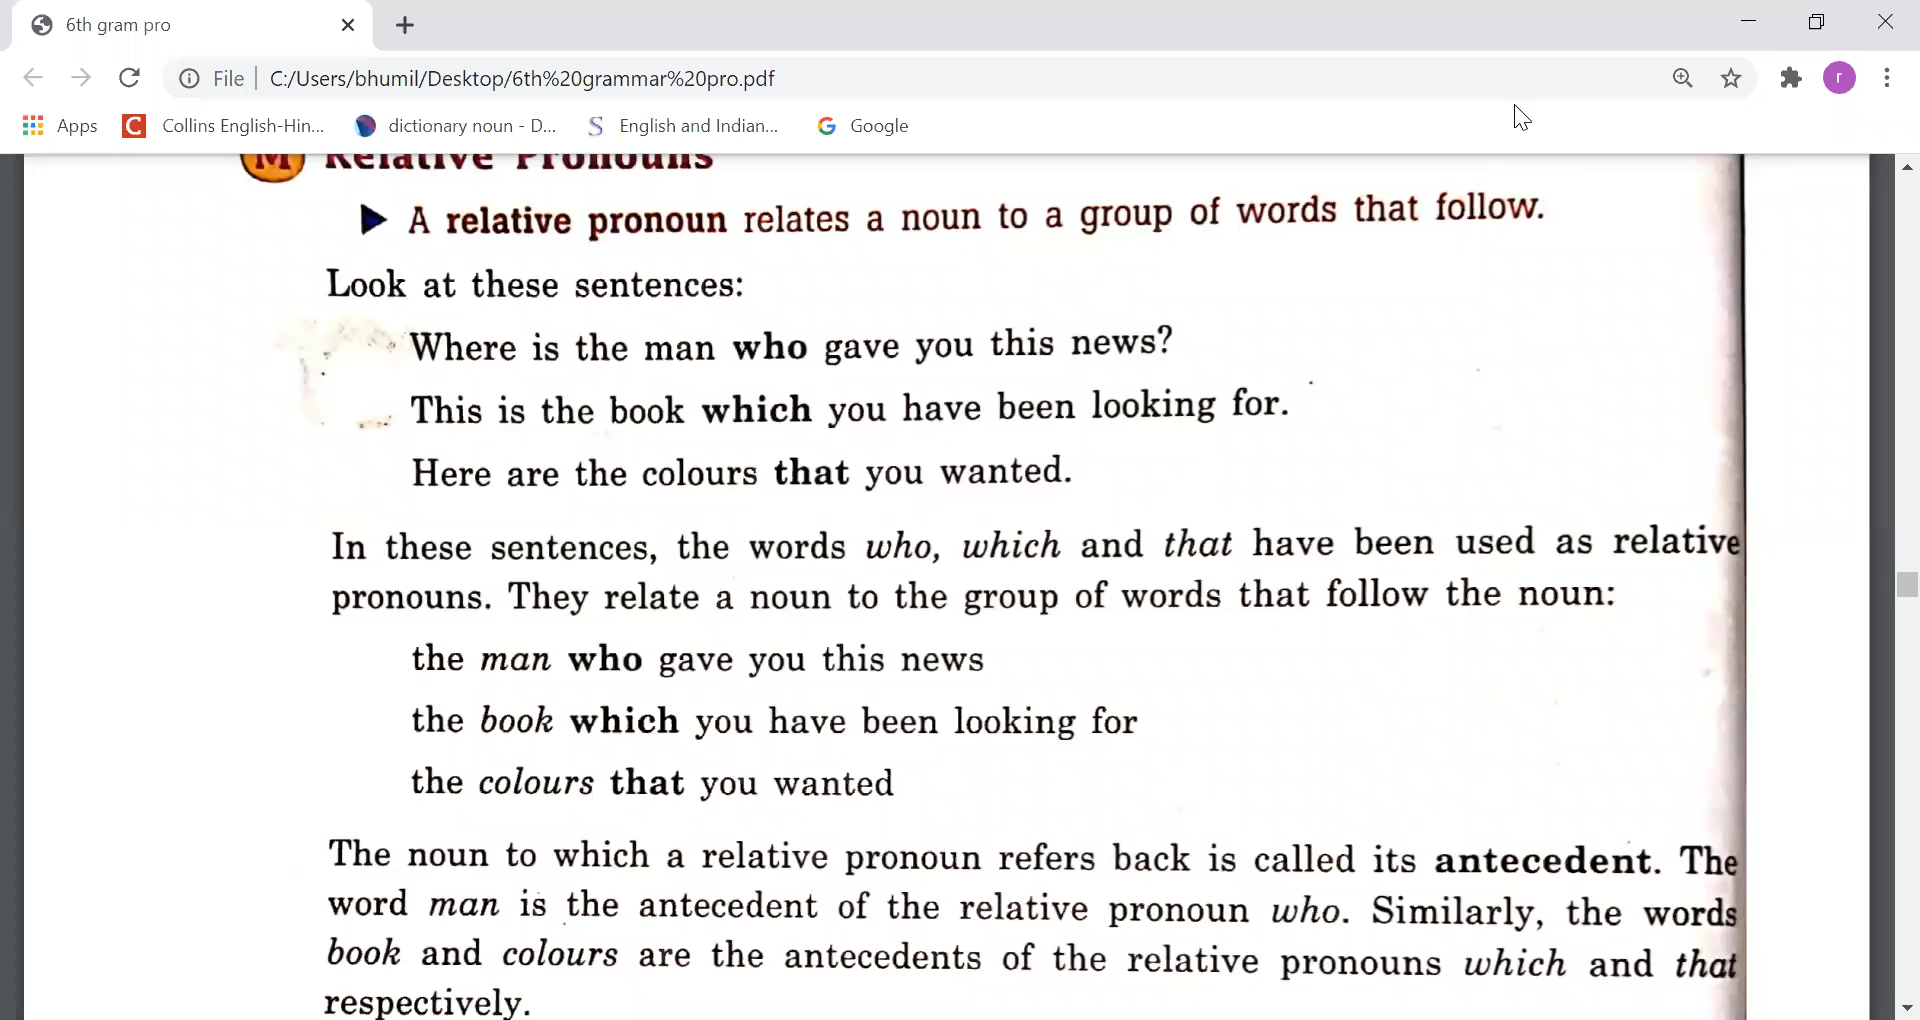 6th gram pro
File C:/Users/bhumil/Desktop/6th%20grammar%20pro.pdf
r
Apps
Collins English-Hin...
dictionary noun - D...
English and Indian...
Google
M Relative Pronouns
A relative pronoun relates a noun to a group of words that follow.
Look at these sentences:
Where is the man who gave you this news?
This is the book which you have been looking for.
Here are the colours that you wanted.
In these sentences, the words who, which and that have been used as relative
pronouns. They relate a noun to the group of words that follow the noun:
the man who gave you this news
the book which you have been looking for
the colours that you wanted
The noun to which a relative pronoun refers back is called its antecedent. The
word man is the antecedent of the relative pronoun who. Similarly, the words
book and colours are the antecedents of the relative pronouns which and that
respectively.